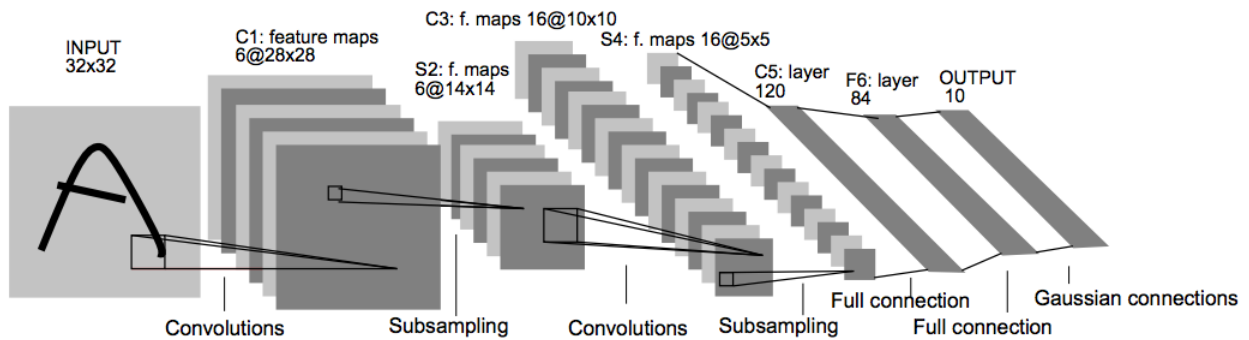 INPUT
32x32
C1: feature maps
6@28x28
S2: f. maps
6@14x14
C3: f. maps 16@10x10
S4: f. maps 16@5x5
C5: layer
120
F6: layer
84
OUTPUT
10
Convolutions
Subsampling
Convolutions
Subsampling
Full connection
Full connection
Gaussian connections